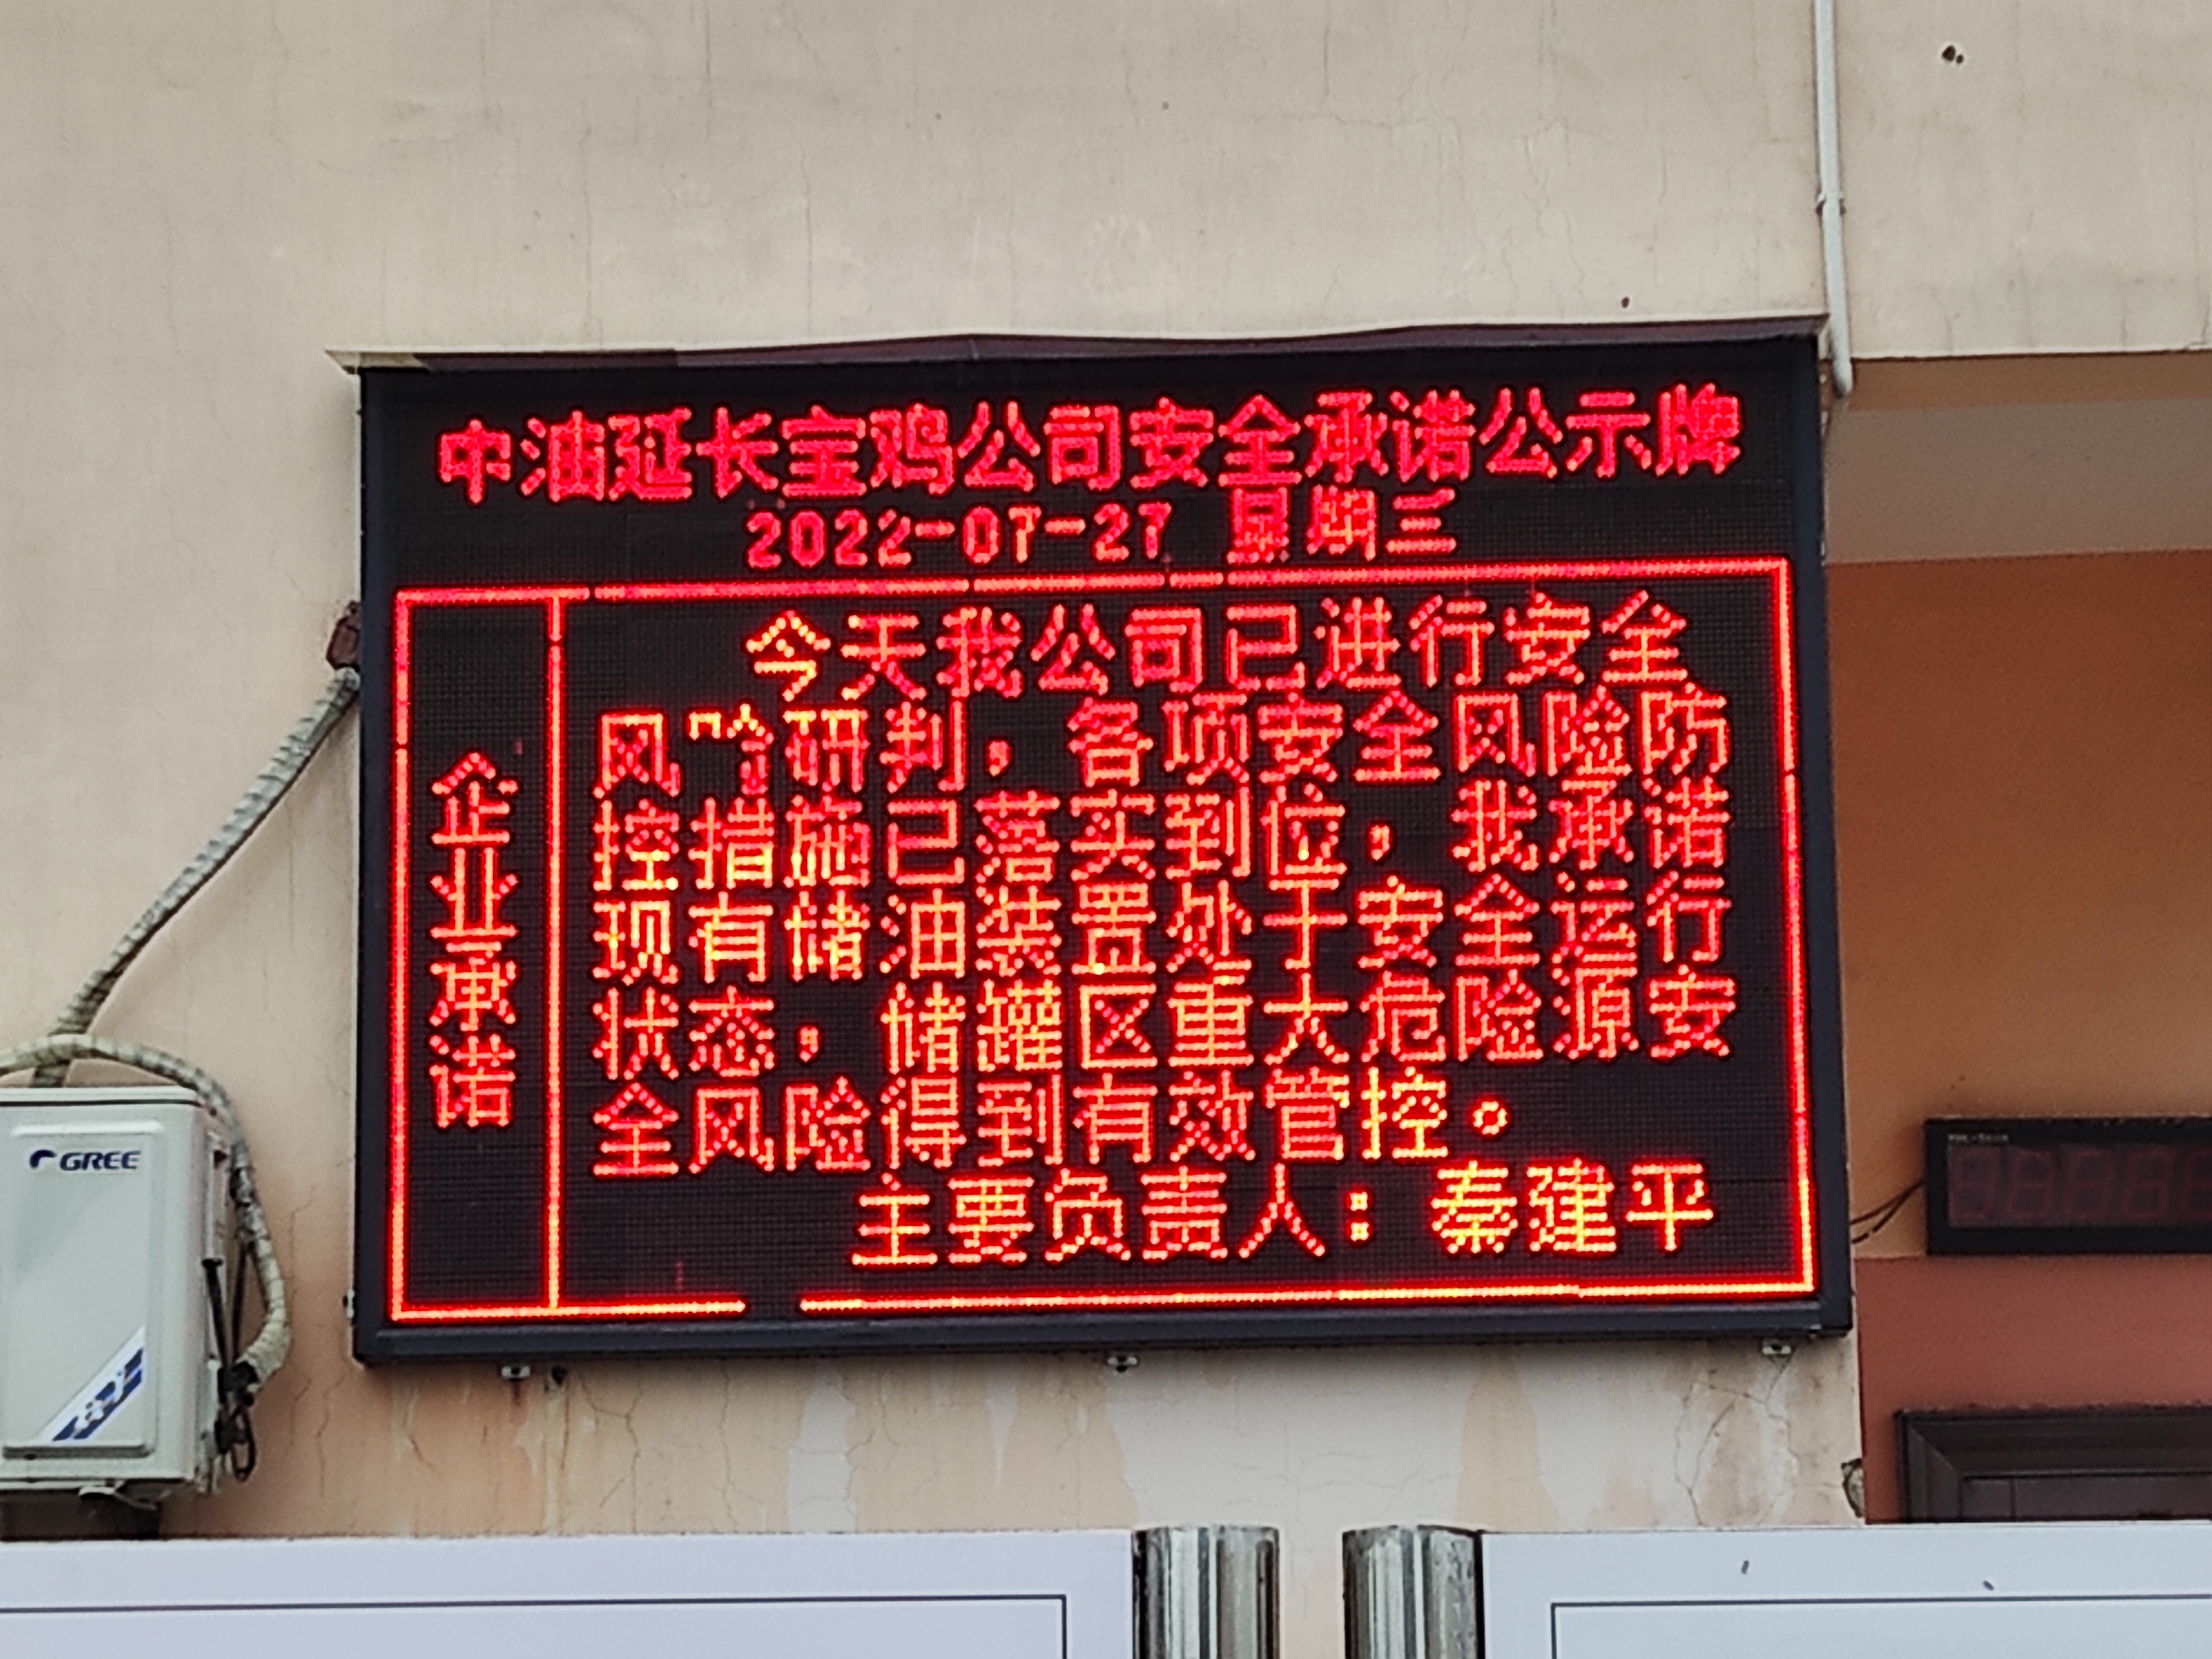 中油延长宝鸡公司安全承诺公示牌
2022-07-27 星期三
企业承诺
今天我公司已进行安全
风险研判，各项安全风险防
控措施已落实到位，我承诺
现有储油装置处于安全运行
状态，储罐区重大危险源安
全风险得到有效管控。
主要负责人：秦建平
GREE